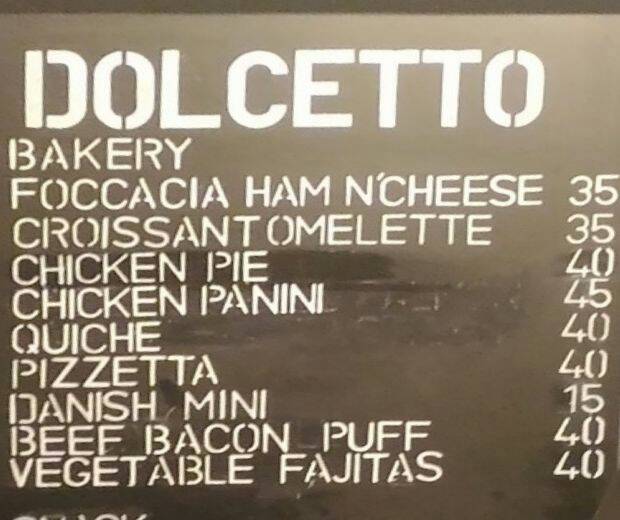 DOLCETTO
BAKERY
FOCCACIA HAM N'CHEESE 35
CROISSANT OMELETTE 35
CHICKEN PIE 40
CHICKEN PANINI 45
QUICHE 40
PIZZETTA 40
DANISH MINI 15
BEEF BACON PUFF 40
VEGETABLE FAJITAS 40